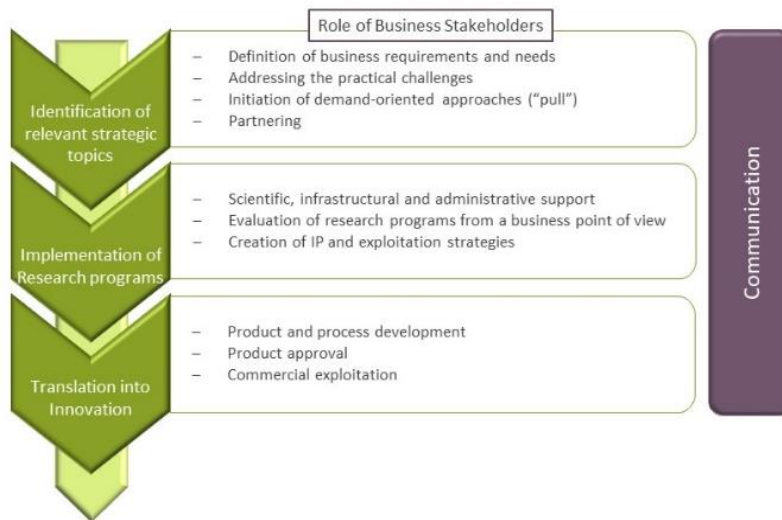 Role of Business Stakeholders
Identification of
relevant strategic
topics
– Definition of business requirements and needs
– Addressing the practical challenges
– Initiation of demand-oriented approaches (“pull”)
– Partnering
Implementation of
Research programs
– Scientific, infrastructural and administrative support
– Evaluation of research programs from a business point of view
– Creation of IP and exploitation strategies
Translation into
Innovation
– Product and process development
– Product approval
– Commercial exploitation
Communication